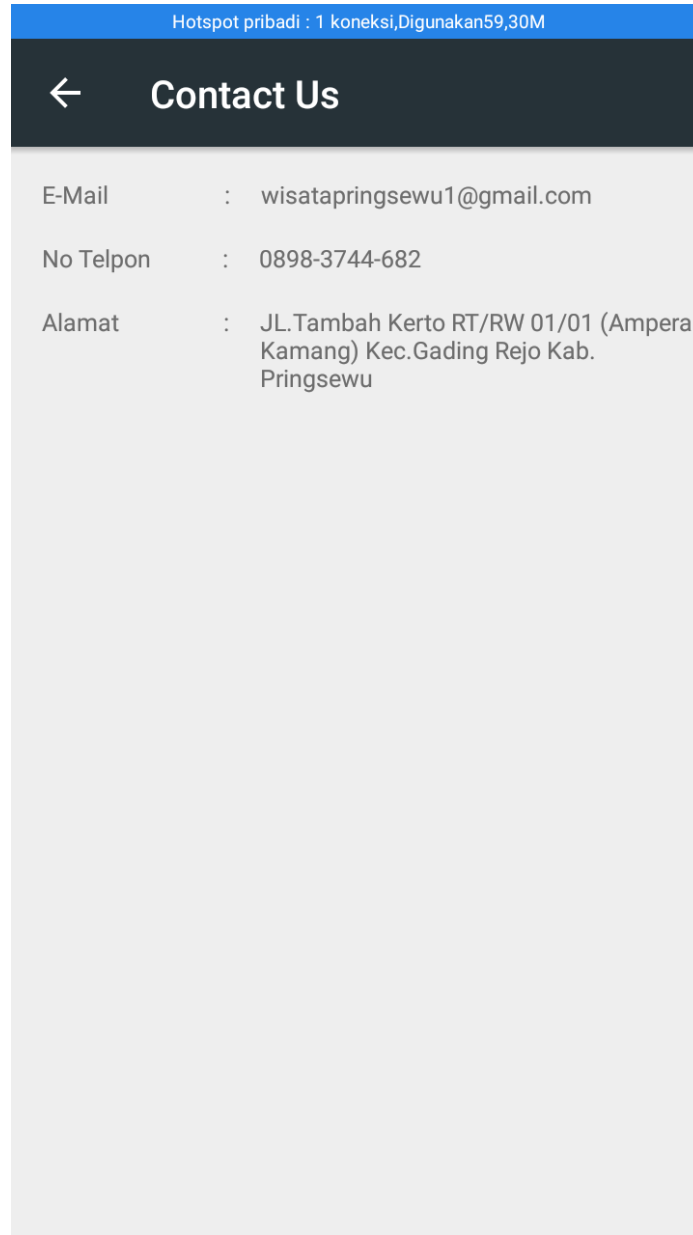 Hotspot pribadi : 1 koneksi,Digunakan59,30M
Contact Us
E-Mail : wisatapringsewu1@gmail.com
No Telpon : 0898-3744-682
Alamat : JL.Tambah Kerto RT/RW 01/01 (Ampera
Kamang) Kec.Gading Rejo Kab.
Pringsewu